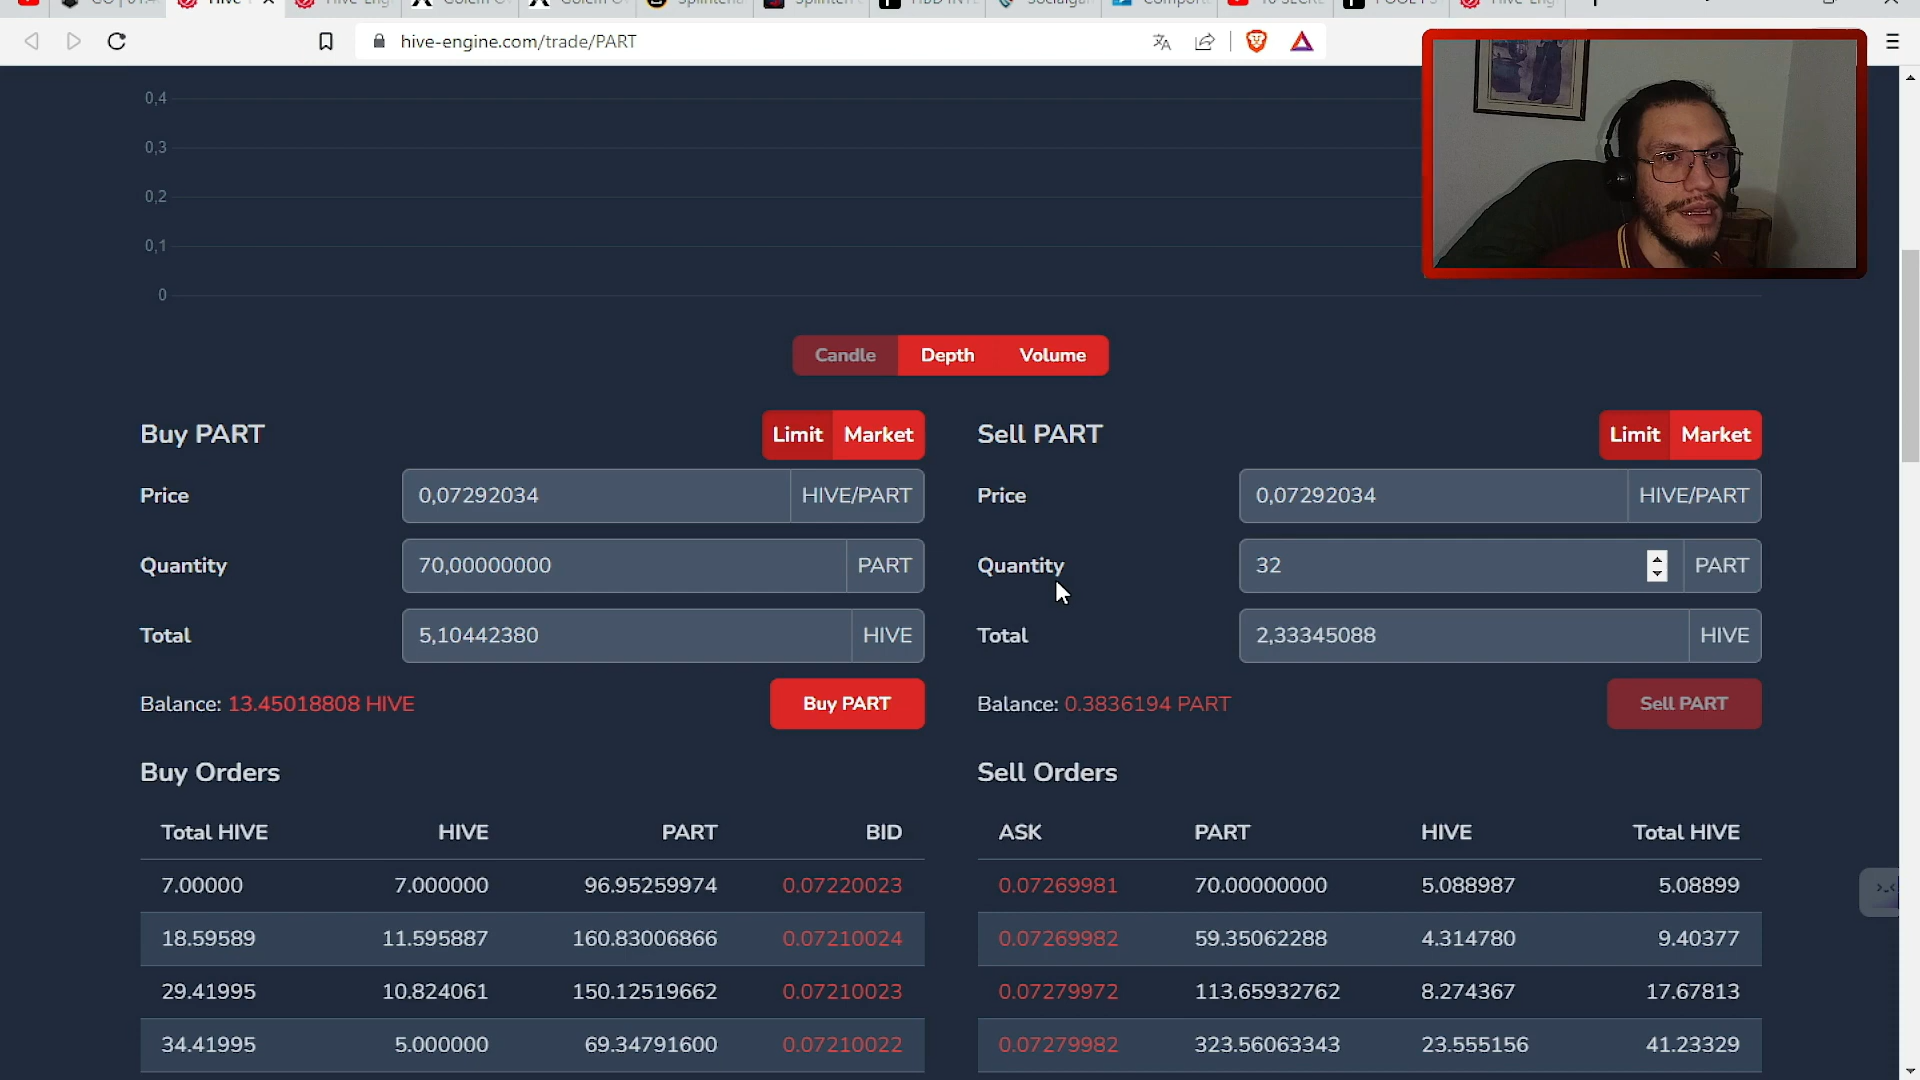 hive-engine.com/trade/PART
0,4
0,3
0,2
0,1
0
Candle Depth Volume
Buy PART Limit Market
Price 0,07292034 HIVE/PART
Quantity 70,00000000 PART
Total 5,10442380 HIVE
Balance: 13.45018808 HIVE Buy PART
Sell PART Limit Market
Price 0,07292034 HIVE/PART
Quantity 32 PART
Total 2,33345088 HIVE
Balance: 0.3836194 PART Sell PART
Buy Orders
Total HIVE HIVE PART BID
7.00000 7.000000 96.95259974 0.07220023
18.59589 11.595887 160.83006866 0.07210024
29.41995 10.824061 150.12519662 0.07210023
34.41995 5.000000 69.34791600 0.07210022
Sell Orders
ASK PART HIVE Total HIVE
0.07269981 70.00000000 5.088987 5.08899
0.07269982 59.35062288 4.314780 9.40377
0.07279972 113.65932762 8.274367 17.67813
0.07279982 323.56063343 23.555156 41.23329